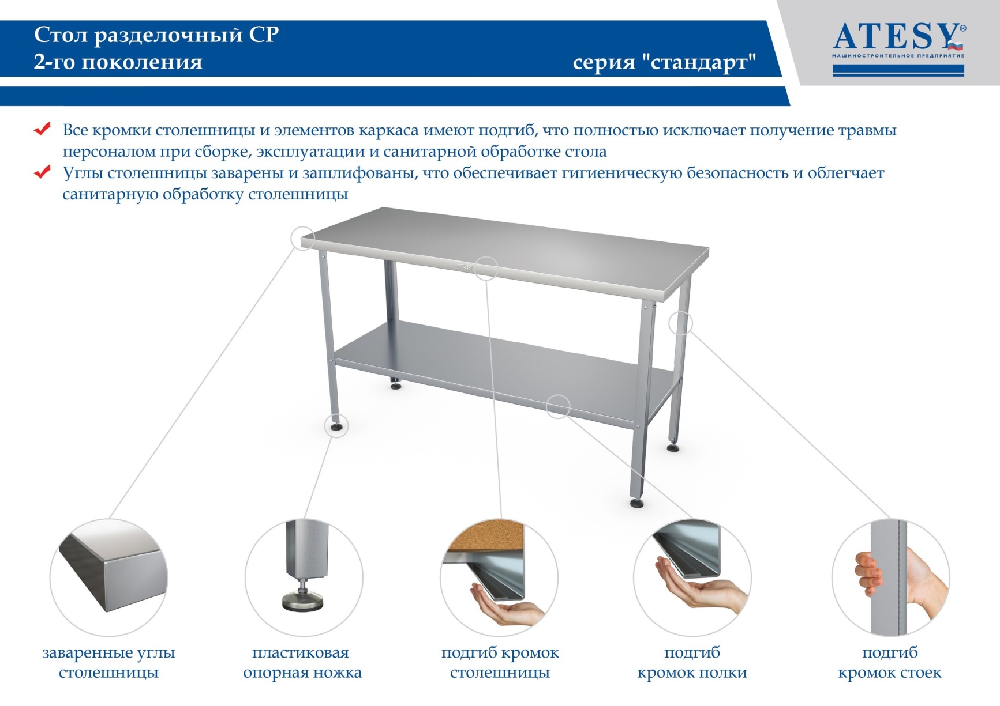 Стол разделочный СР
2-го поколения
серия "стандарт"
ATESY®
МАШИНОСТРОИТЕЛЬНОЕ ПРЕДПРИЯТИЕ
Все кромки столешницы и элементов каркаса имеют подгиб, что полностью исключает получение травмы
персоналом при сборке, эксплуатации и санитарной обработке стола
Углы столешницы заварены и зашлифованы, что обеспечивает гигиеническую безопасность и облегчает
санитарную обработку столешницы
ATESY
заваренные углы
столешницы
пластиковая
опорная ножка
подгиб кромок
столешницы
подгиб
кромок полки
подгиб
кромок стоек